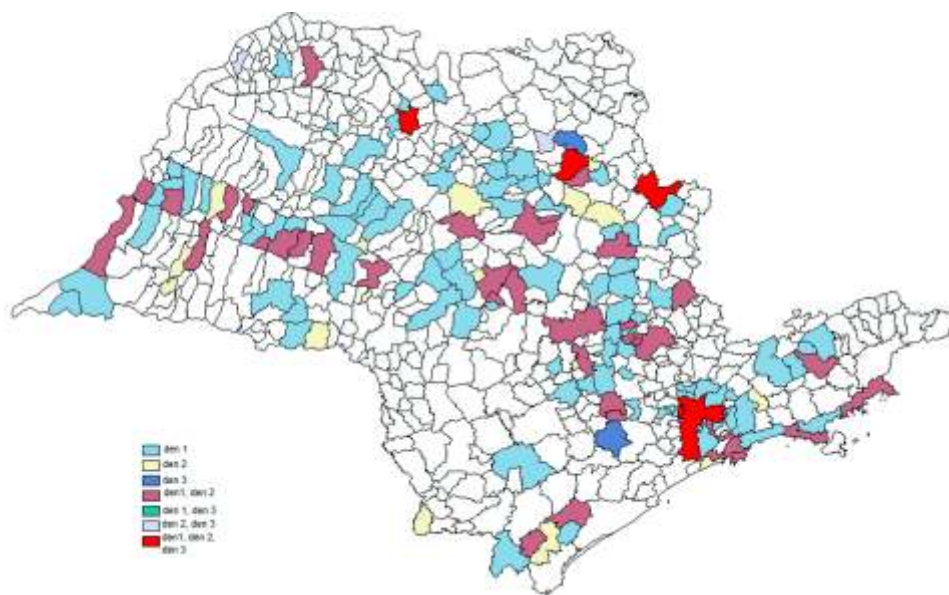 den 1
den 2
den 3
den1, den 2
den 1, den 3
den 2, den 3
den1, den 2,
den 3